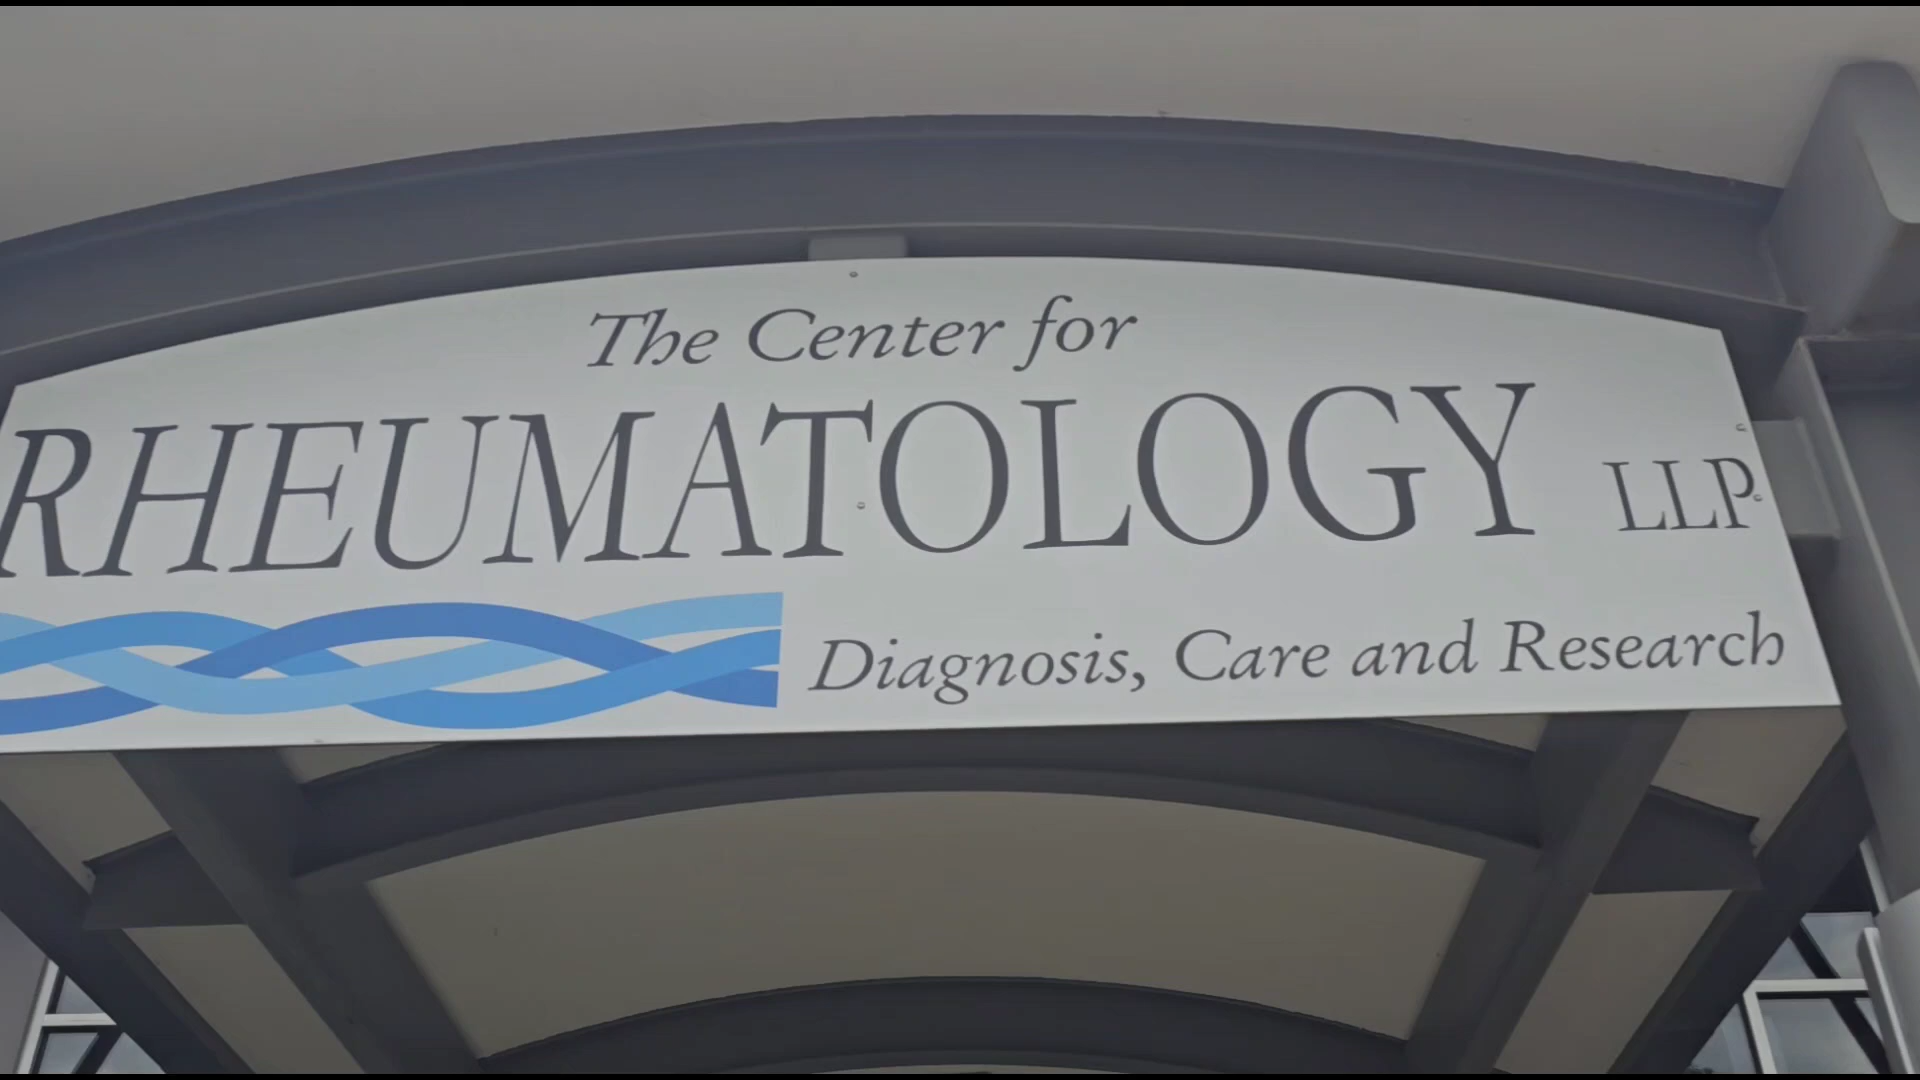 The Center for
RHEUMATOLOGY LLP
Diagnosis, Care and Research